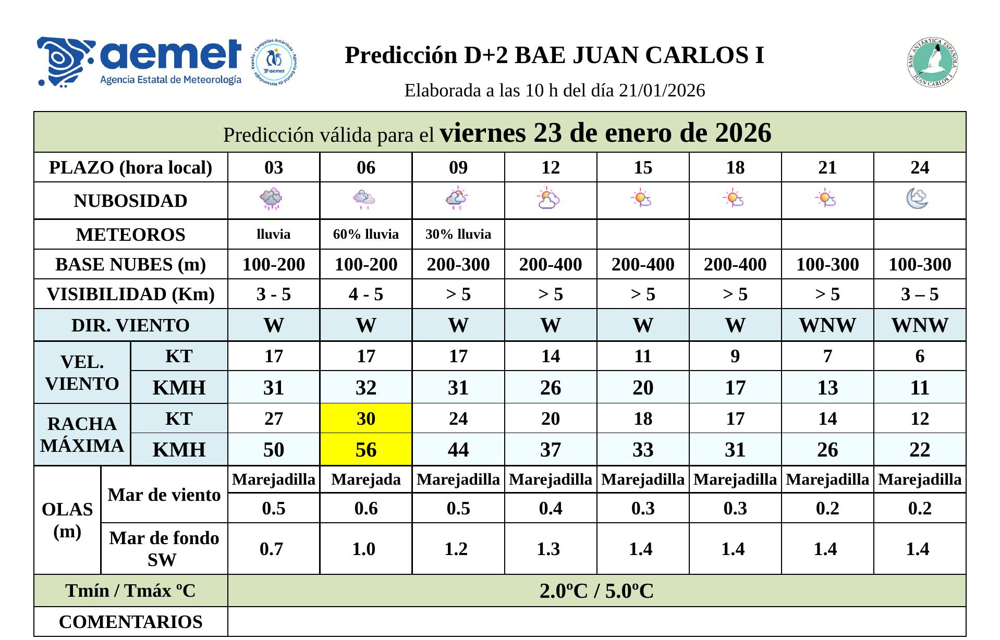 aemet
Agencia Estatal de Meteorología
España · Campañas Antárticas · Agencia Estatal de Meteorología ·
aemet
Predicción D+2 BAE JUAN CARLOS I
Elaborada a las 10 h del día 21/01/2026
BASE ANTÁRTICA ESPAÑOLA
JUAN CARLOS I
Predicción válida para el viernes 23 de enero de 2026
PLAZO (hora local) 03 06 09 12 15 18 21 24
NUBOSIDAD
METEOROS lluvia 60% lluvia 30% lluvia
BASE NUBES (m) 100-200 100-200 200-300 200-400 200-400 200-400 100-300 100-300
VISIBILIDAD (Km) 3 - 5 4 - 5 > 5 > 5 > 5 > 5 > 5 3 – 5
DIR. VIENTO W W W W W W WNW WNW
VEL.
VIENTO
KT 17 17 17 14 11 9 7 6
KMH 31 32 31 26 20 17 13 11
RACHA
MÁXIMA
KT 27 30 24 20 18 17 14 12
KMH 50 56 44 37 33 31 26 22
OLAS
(m)
Mar de viento
Marejadilla Marejada Marejadilla Marejadilla Marejadilla Marejadilla Marejadilla Marejadilla
0.5 0.6 0.5 0.4 0.3 0.3 0.2 0.2
Mar de fondo
SW
0.7 1.0 1.2 1.3 1.4 1.4 1.4 1.4
Tmín / Tmáx ºC 2.0ºC / 5.0ºC
COMENTARIOS